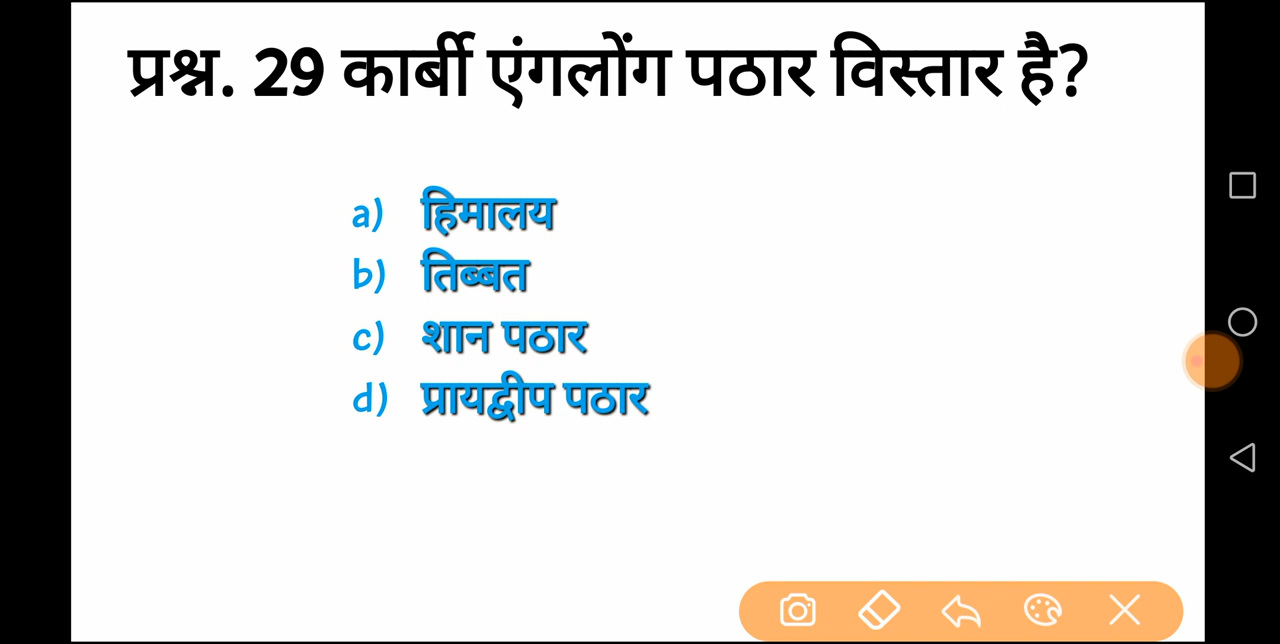 प्रश्न. 29 कार्बी एंगलोंग पठार विस्तार है?
a) हिमालय
b) तिब्बत
c) शान पठार
d) प्रायद्वीप पठार